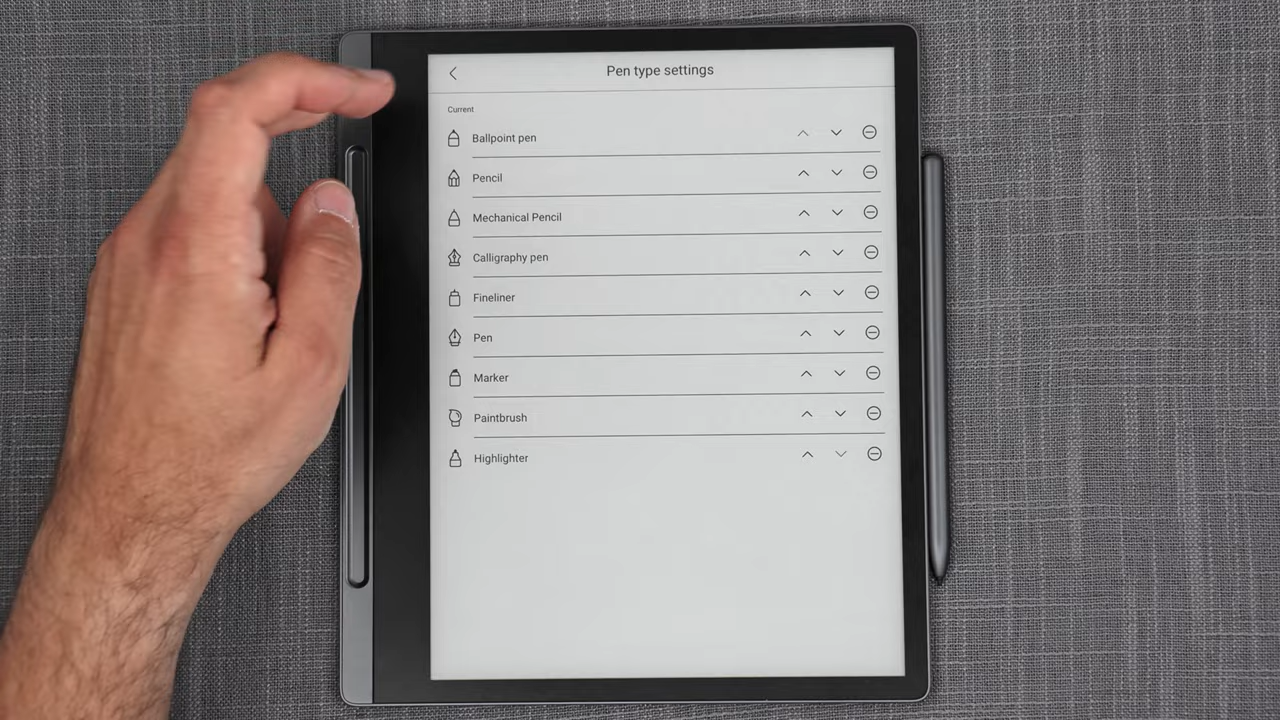 Pen type settings
Current
Ballpoint pen
Pencil
Mechanical Pencil
Calligraphy pen
Fineliner
Pen
Marker
Paintbrush
Highlighter